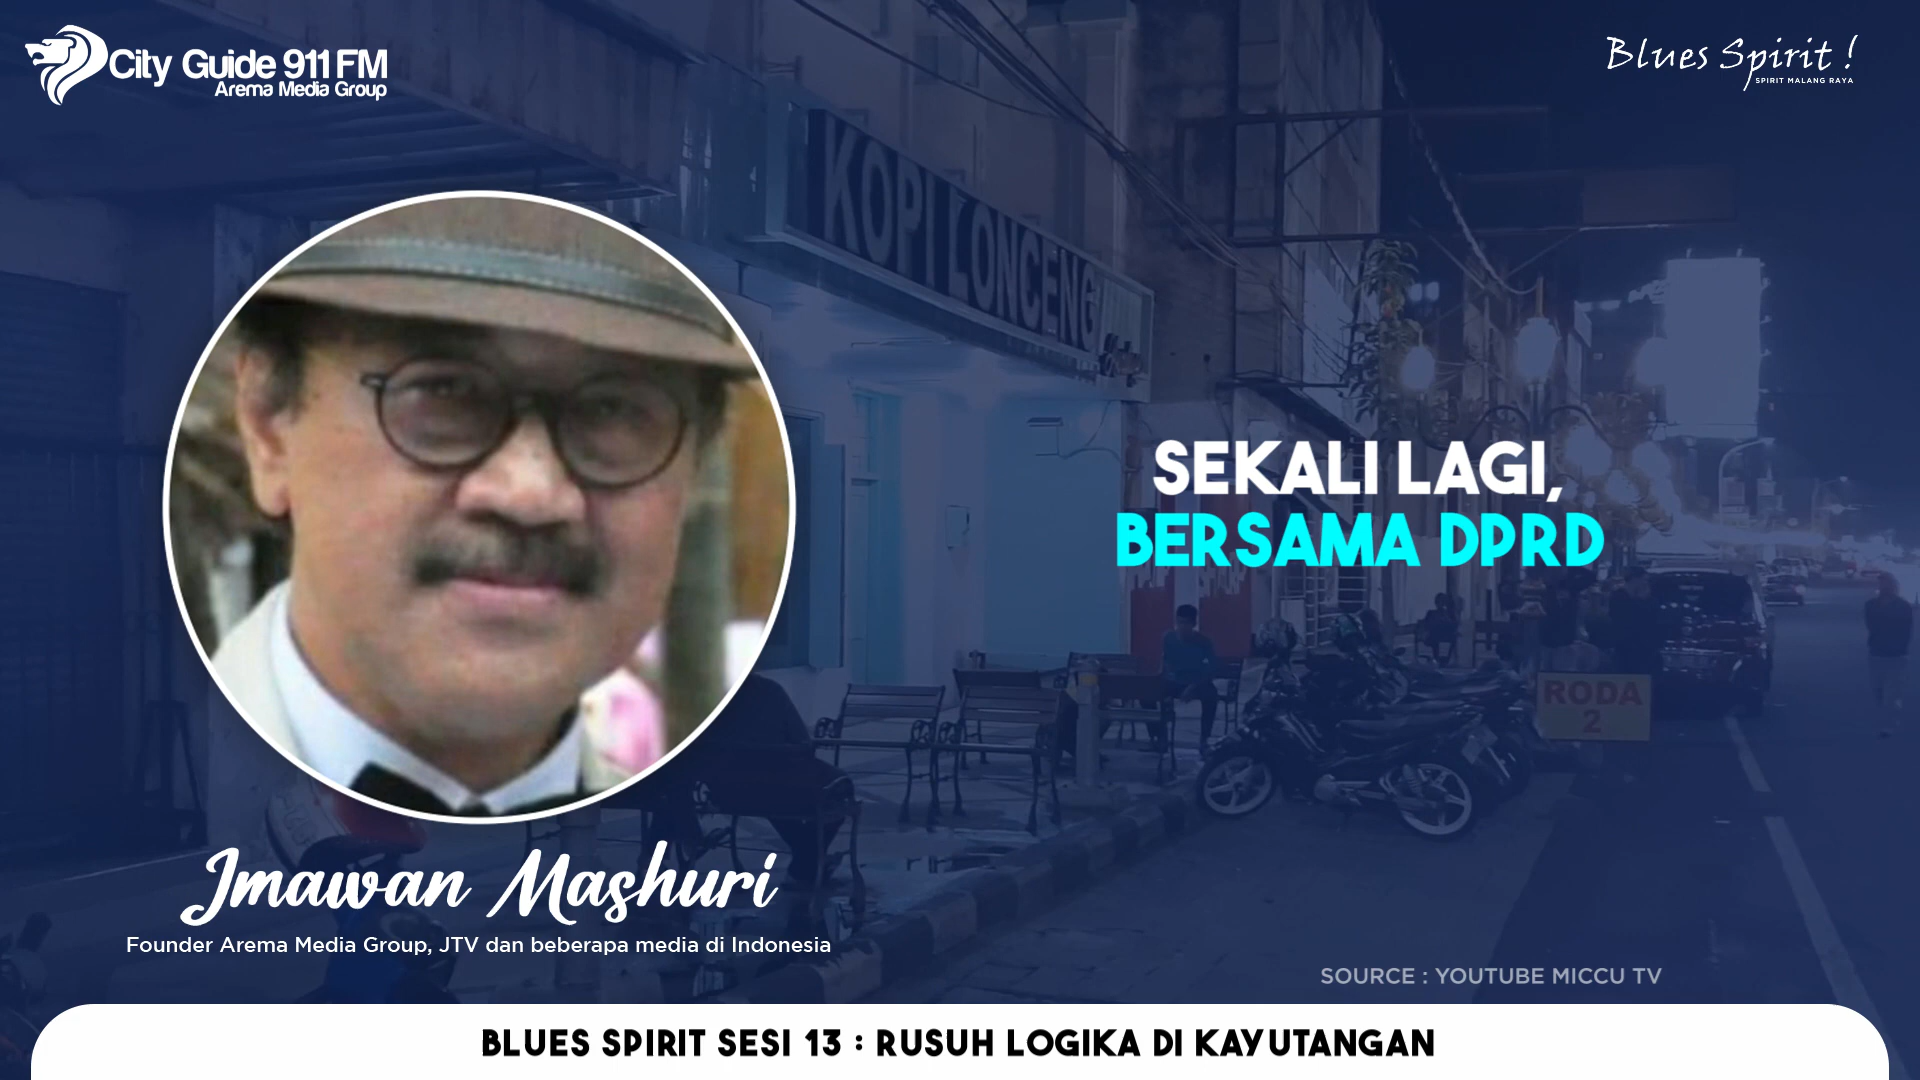 City Guide 911 FM
Arema Media Group
Blues Spirit !
SPIRIT MALANG RAYA
KOPI LONCENG
SEKALI LAGI,
BERSAMA DPRD
RODA
2
Imawan Mashuri
Founder Arema Media Group, JTV dan beberapa media di Indonesia
SOURCE : YOUTUBE MICCU TV
BLUES SPIRIT SESI 13 : RUSUH LOGIKA DI KAYUTANGAN